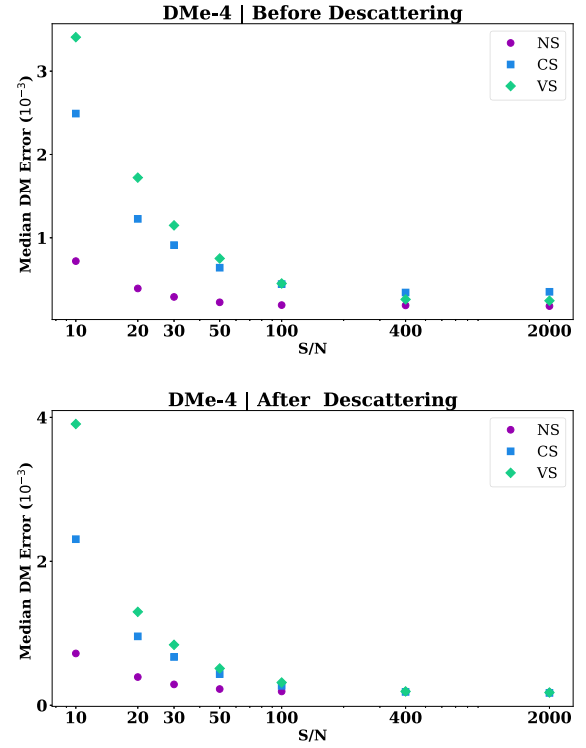 DMe-4 | Before Descattering
Median DM Error (10⁻³)
3
2
1
NS
CS
VS
10 20 30 50 100 400 2000
S/N
DMe-4 | After Descattering
Median DM Error (10⁻³)
4
2
0
NS
CS
VS
10 20 30 50 100 400 2000
S/N